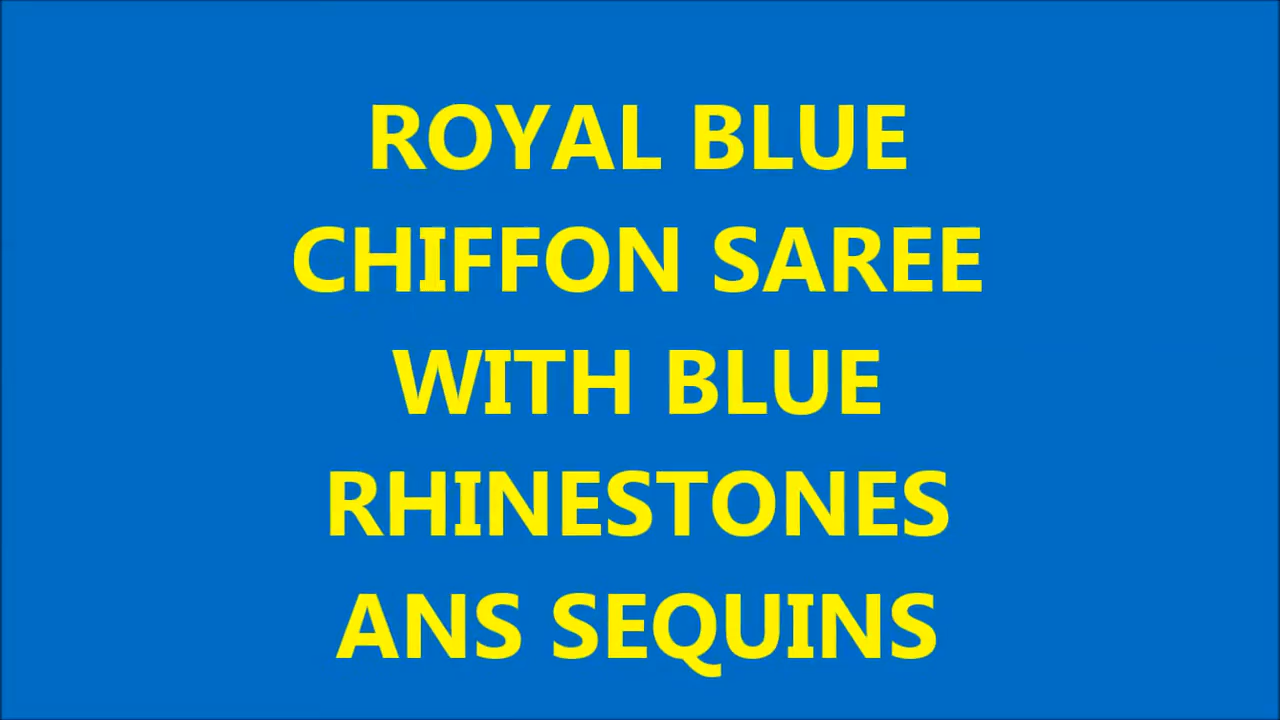 ROYAL BLUE
CHIFFON SAREE
WITH BLUE
RHINESTONES
ANS SEQUINS